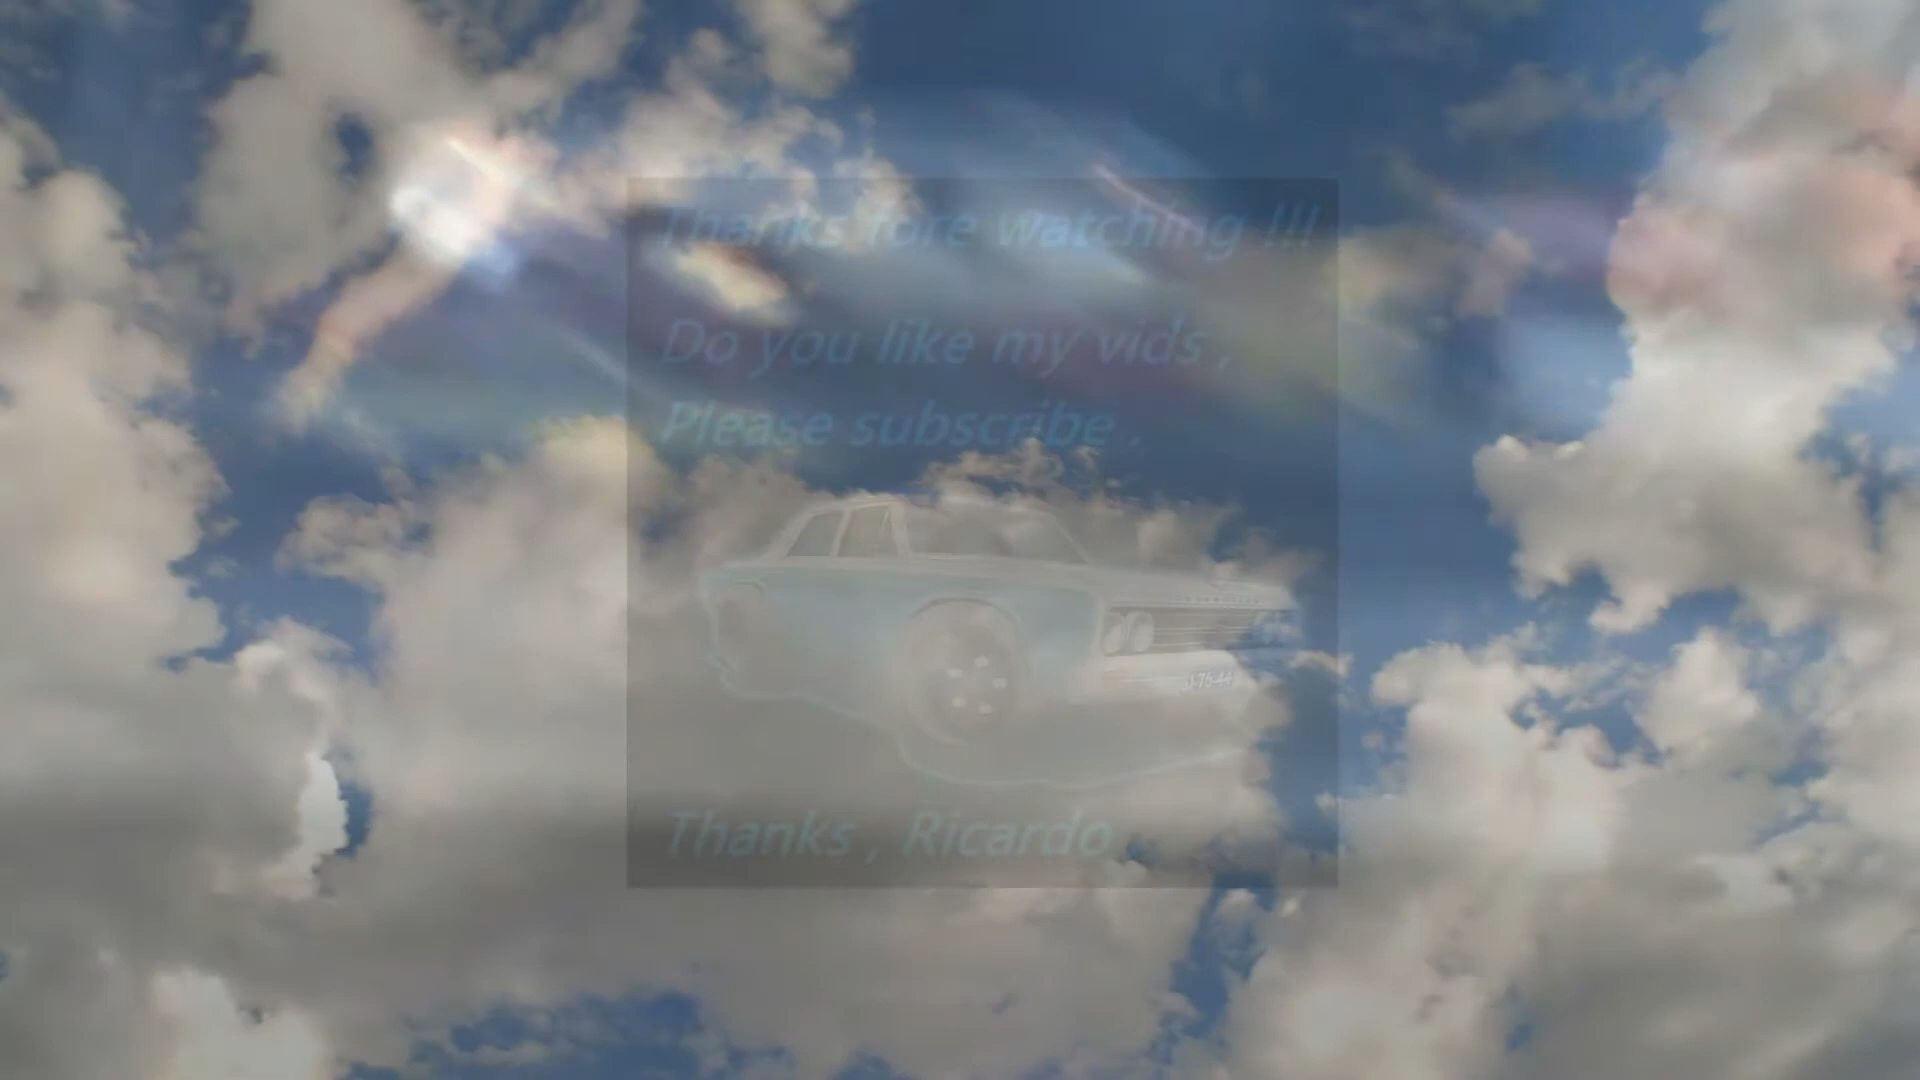 Thanks fore watching !!!
Do you like my vids ,
Please subscribe .
Thanks , Ricardo